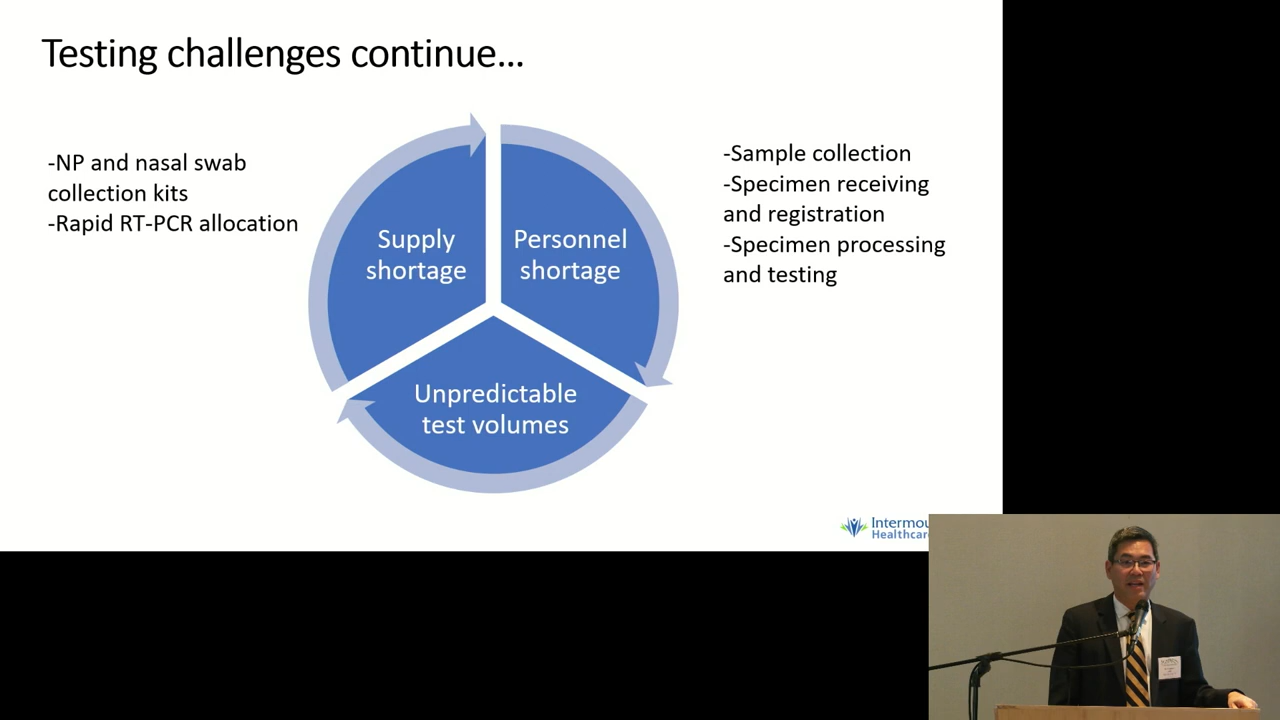 Testing challenges continue...
-NP and nasal swab
collection kits
-Rapid RT-PCR allocation
Supply
shortage
Personnel
shortage
Unpredictable
test volumes
-Sample collection
-Specimen receiving
and registration
-Specimen processing
and testing
Intermou
Healthcare